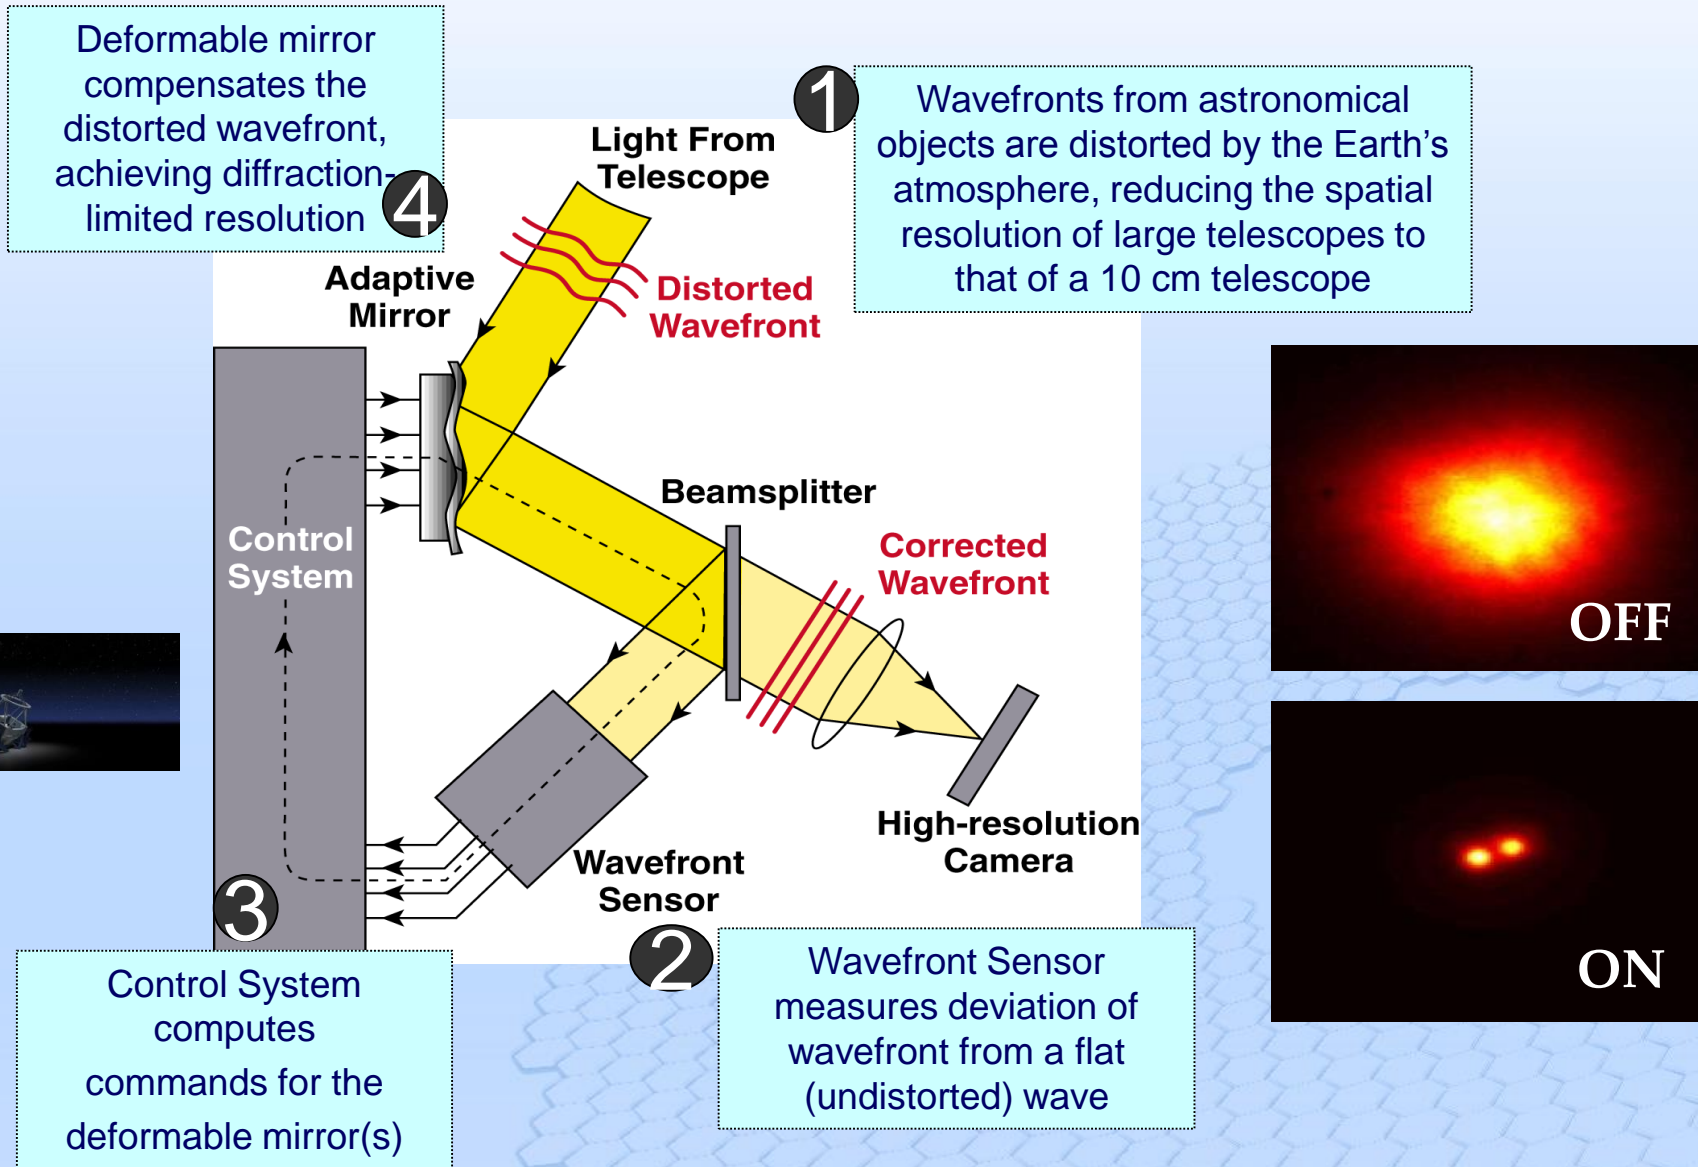 Deformable mirror
compensates the
distorted wavefront,
achieving diffraction-
limited resolution
4
1
Wavefronts from astronomical
objects are distorted by the Earth’s
atmosphere, reducing the spatial
resolution of large telescopes to
that of a 10 cm telescope
Light From
Telescope
Adaptive
Mirror
Distorted
Wavefront
Beamsplitter
Control
System
Corrected
Wavefront
OFF
High-resolution
Camera
Wavefront
Sensor
ON
3
Control System
computes
commands for the
deformable mirror(s)
2
Wavefront Sensor
measures deviation of
wavefront from a flat
(undistorted) wave